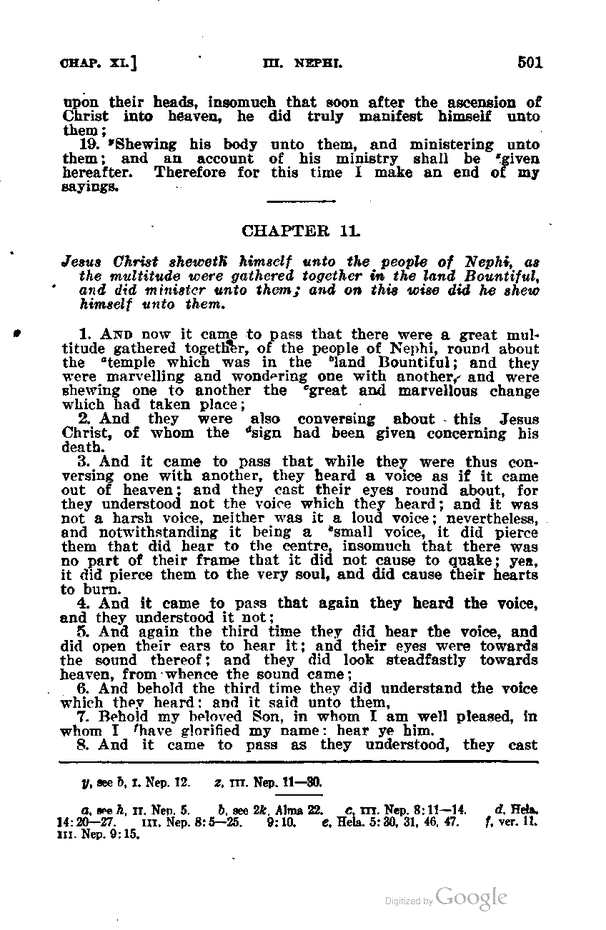 CHAP. XI.] III. NEPHI. 501
upon their heads, insomuch that soon after the ascension of
Christ into heaven, he did truly manifest himself unto
them;
19. ʸShewing his body unto them, and ministering unto
them; and an account of his ministry shall be ᶻgiven
hereafter. Therefore for this time I make an end of my
sayings.
CHAPTER 11.
Jesus Christ sheweth himself unto the people of Nephi, as
the multitude were gathered together in the land Bountiful,
and did minister unto them; and on this wise did he shew
himself unto them.
1. AND now it came to pass that there were a great mul-
titude gathered together, of the people of Nephi, round about
the ᵃtemple which was in the ᵇland Bountiful; and they
were marvelling and wondering one with another, and were
shewing one to another the ᶜgreat and marvellous change
which had taken place;
2. And they were also conversing about this Jesus
Christ, of whom the ᵈsign had been given concerning his
death.
3. And it came to pass that while they were thus con-
versing one with another, they heard a voice as if it came
out of heaven; and they cast their eyes round about, for
they understood not the voice which they heard; and it was
not a harsh voice, neither was it a loud voice; nevertheless,
and notwithstanding it being a ᵉsmall voice, it did pierce
them that did hear to the centre, insomuch that there was
no part of their frame that it did not cause to quake; yea,
it did pierce them to the very soul, and did cause their hearts
to burn.
4. And it came to pass that again they heard the voice,
and they understood it not;
5. And again the third time they did hear the voice, and
did open their ears to hear it; and their eyes were towards
the sound thereof; and they did look steadfastly towards
heaven, from whence the sound came;
6. And behold the third time they did understand the voice
which they heard; and it said unto them,
7. Behold my beloved Son, in whom I am well pleased, in
whom I ᶠhave glorified my name: hear ye him.
8. And it came to pass as they understood, they cast
y, see b, I. Nep. 12. z, III. Nep. 11—30.
a, see h, II. Nep. 5. b, see 2k, Alma 22. c, III. Nep. 8:11—14. d, Hela.
14:20—27. III. Nep. 8:5—25. 9:10. e, Hela. 5:30, 31, 46, 47. f, ver. 11.
III. Nep. 9:15.
Digitized by Google